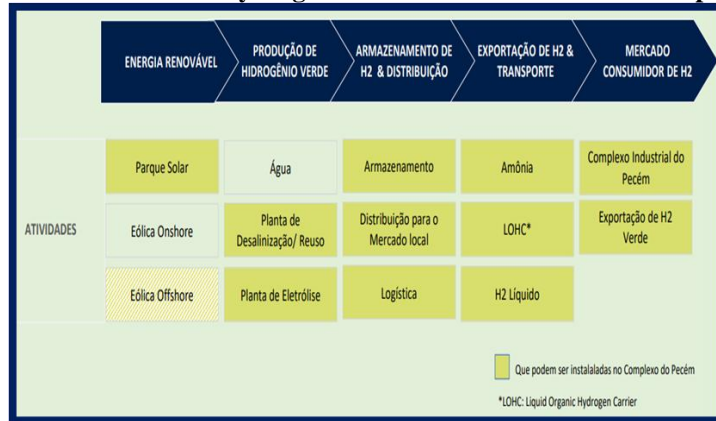 ENERGIA RENOVÁVEL
PRODUÇÃO DE
HIDROGÊNIO VERDE
ARMAZENAMENTO DE
H2 & DISTRIBUIÇÃO
EXPORTAÇÃO DE H2 &
TRANSPORTE
MERCADO
CONSUMIDOR DE H2
ATIVIDADES
Parque Solar
Água
Armazenamento
Amônia
Complexo Industrial do
Pecém
Eólica Onshore
Planta de
Desalinização/ Reuso
Distribuição para o
Mercado local
LOHC*
Exportação de H2
Verde
Eólica Offshore
Planta de Eletrólise
Logística
H2 Líquido
Que podem ser instaladas no Complexo do Pecém
*LOHC: Liquid Organic Hydrogen Carrier